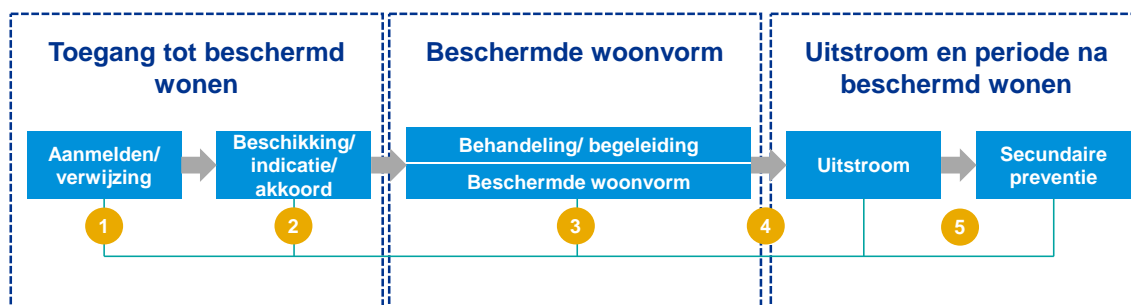 Toegang tot beschermd
wonen
Beschermde woonvorm
Uitstroom en periode na
beschermd wonen
Aanmelden/
verwijzing
Beschikking/
indicatie/
akkoord
Behandeling/ begeleiding
Beschermde woonvorm
Uitstroom
Secundaire
preventie
1
2
3
4
5